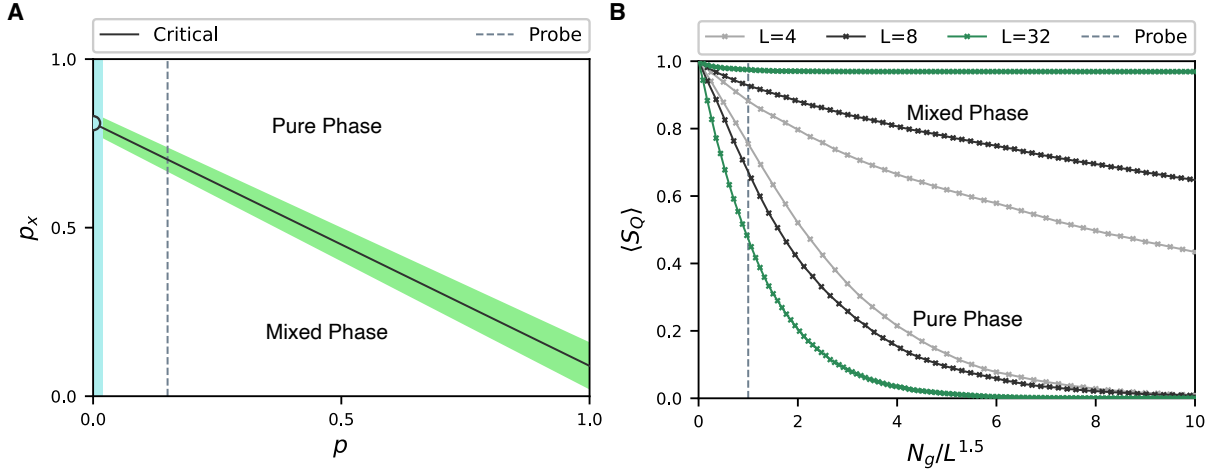 A
Critical
Probe
1.0
0.5
0.0
p_x
Pure Phase
Mixed Phase
0.0
0.5
1.0
p
B
L=4
L=8
L=32
Probe
1.0
0.8
0.6
0.4
0.2
0.0
⟨S_Q⟩
Mixed Phase
Pure Phase
0
2
4
6
8
10
N_g/L^1.5